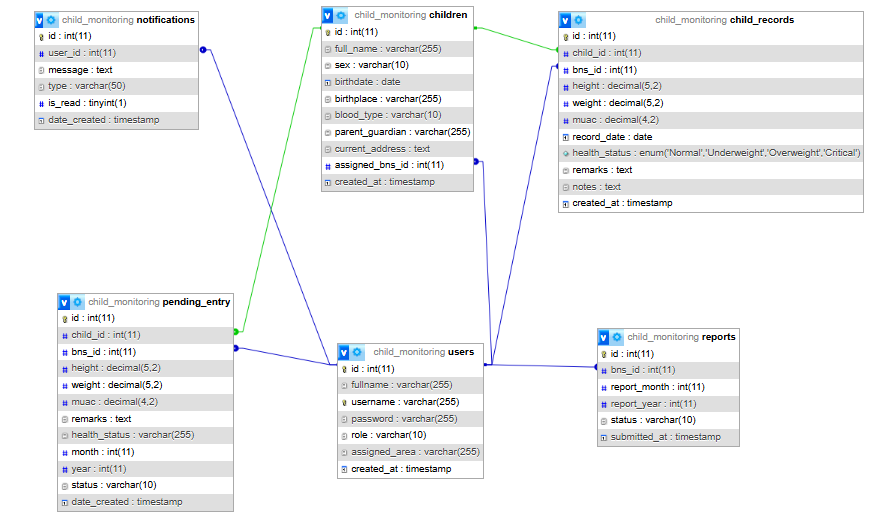 child_monitoring notifications
id : int(11)
user_id : int(11)
message : text
type : varchar(50)
is_read : tinyint(1)
date_created : timestamp
child_monitoring children
id : int(11)
full_name : varchar(255)
sex : varchar(10)
birthdate : date
birthplace : varchar(255)
blood_type : varchar(10)
parent_guardian : varchar(255)
current_address : text
assigned_bns_id : int(11)
created_at : timestamp
child_monitoring child_records
id : int(11)
child_id : int(11)
bns_id : int(11)
height : decimal(5,2)
weight : decimal(5,2)
muac : decimal(4,2)
record_date : date
health_status : enum('Normal','Underweight','Overweight','Critical')
remarks : text
notes : text
created_at : timestamp
child_monitoring pending_entry
id : int(11)
child_id : int(11)
bns_id : int(11)
height : decimal(5,2)
weight : decimal(5,2)
muac : decimal(4,2)
remarks : text
health_status : varchar(255)
month : int(11)
year : int(11)
status : varchar(10)
date_created : timestamp
child_monitoring users
id : int(11)
fullname : varchar(255)
username : varchar(255)
password : varchar(255)
role : varchar(10)
assigned_area : varchar(255)
created_at : timestamp
child_monitoring reports
id : int(11)
bns_id : int(11)
report_month : int(11)
report_year : int(11)
status : varchar(10)
submitted_at : timestamp